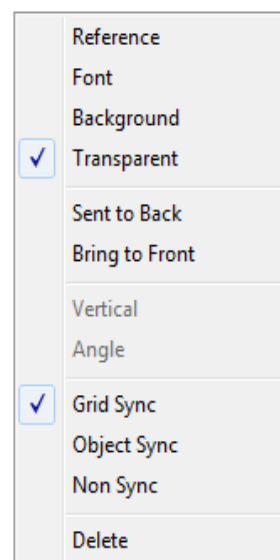 Reference
Font
Background
Transparent
Sent to Back
Bring to Front
Vertical
Angle
Grid Sync
Object Sync
Non Sync
Delete